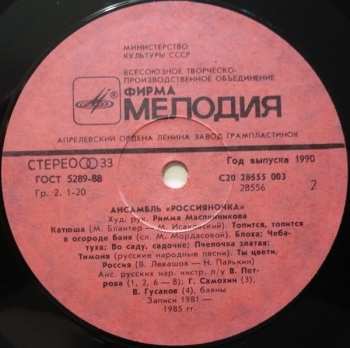 МИНИСТЕРСТВО
КУЛЬТУРЫ СССР
ВСЕСОЮЗНОЕ ТВОРЧЕСКО-
ПРОИЗВОДСТВЕННОЕ ОБЪЕДИНЕНИЕ
ФИРМА
МЕЛОДИЯ
АПРЕЛЕВСКИЙ ОРДЕНА ЛЕНИНА ЗАВОД ГРАМПЛАСТИНОК
СТЕРЕО 33
Год выпуска 1990
ГОСТ 5289-88
С20 28555 003
Гр. 2. 1-20
28556
2
АНСАМБЛЬ «РОССИЯНОЧКА»
Худ. рук. Римма Масленникова
Катюша (М. Блантер — М. Исаковский). Топится, топится
в огороде баня (сл. М. Мордасовой). Блоха; Чеба-
туха; Во саду, садочке; Пчелочка златая;
Тимоня (русские народные песни). Ты цвети,
Россия (В. Левашов — Н. Палькин)
Анс. русских нар. инстр. п/у В. Пет-
рова (1, 2, 6—8); Г. Самохин (3),
В. Гусаков (4), баяны
Записи 1981—
1985 гг.